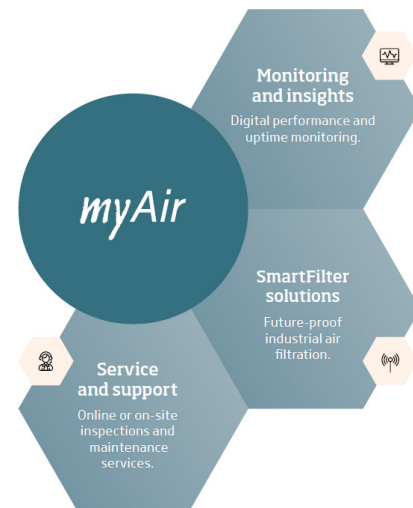 Monitoring
and insights
Digital performance and
uptime monitoring.
myAir
SmartFilter
solutions
Future-proof
industrial air
filtration.
Service
and support
Online or on-site
inspections and
maintenance
services.